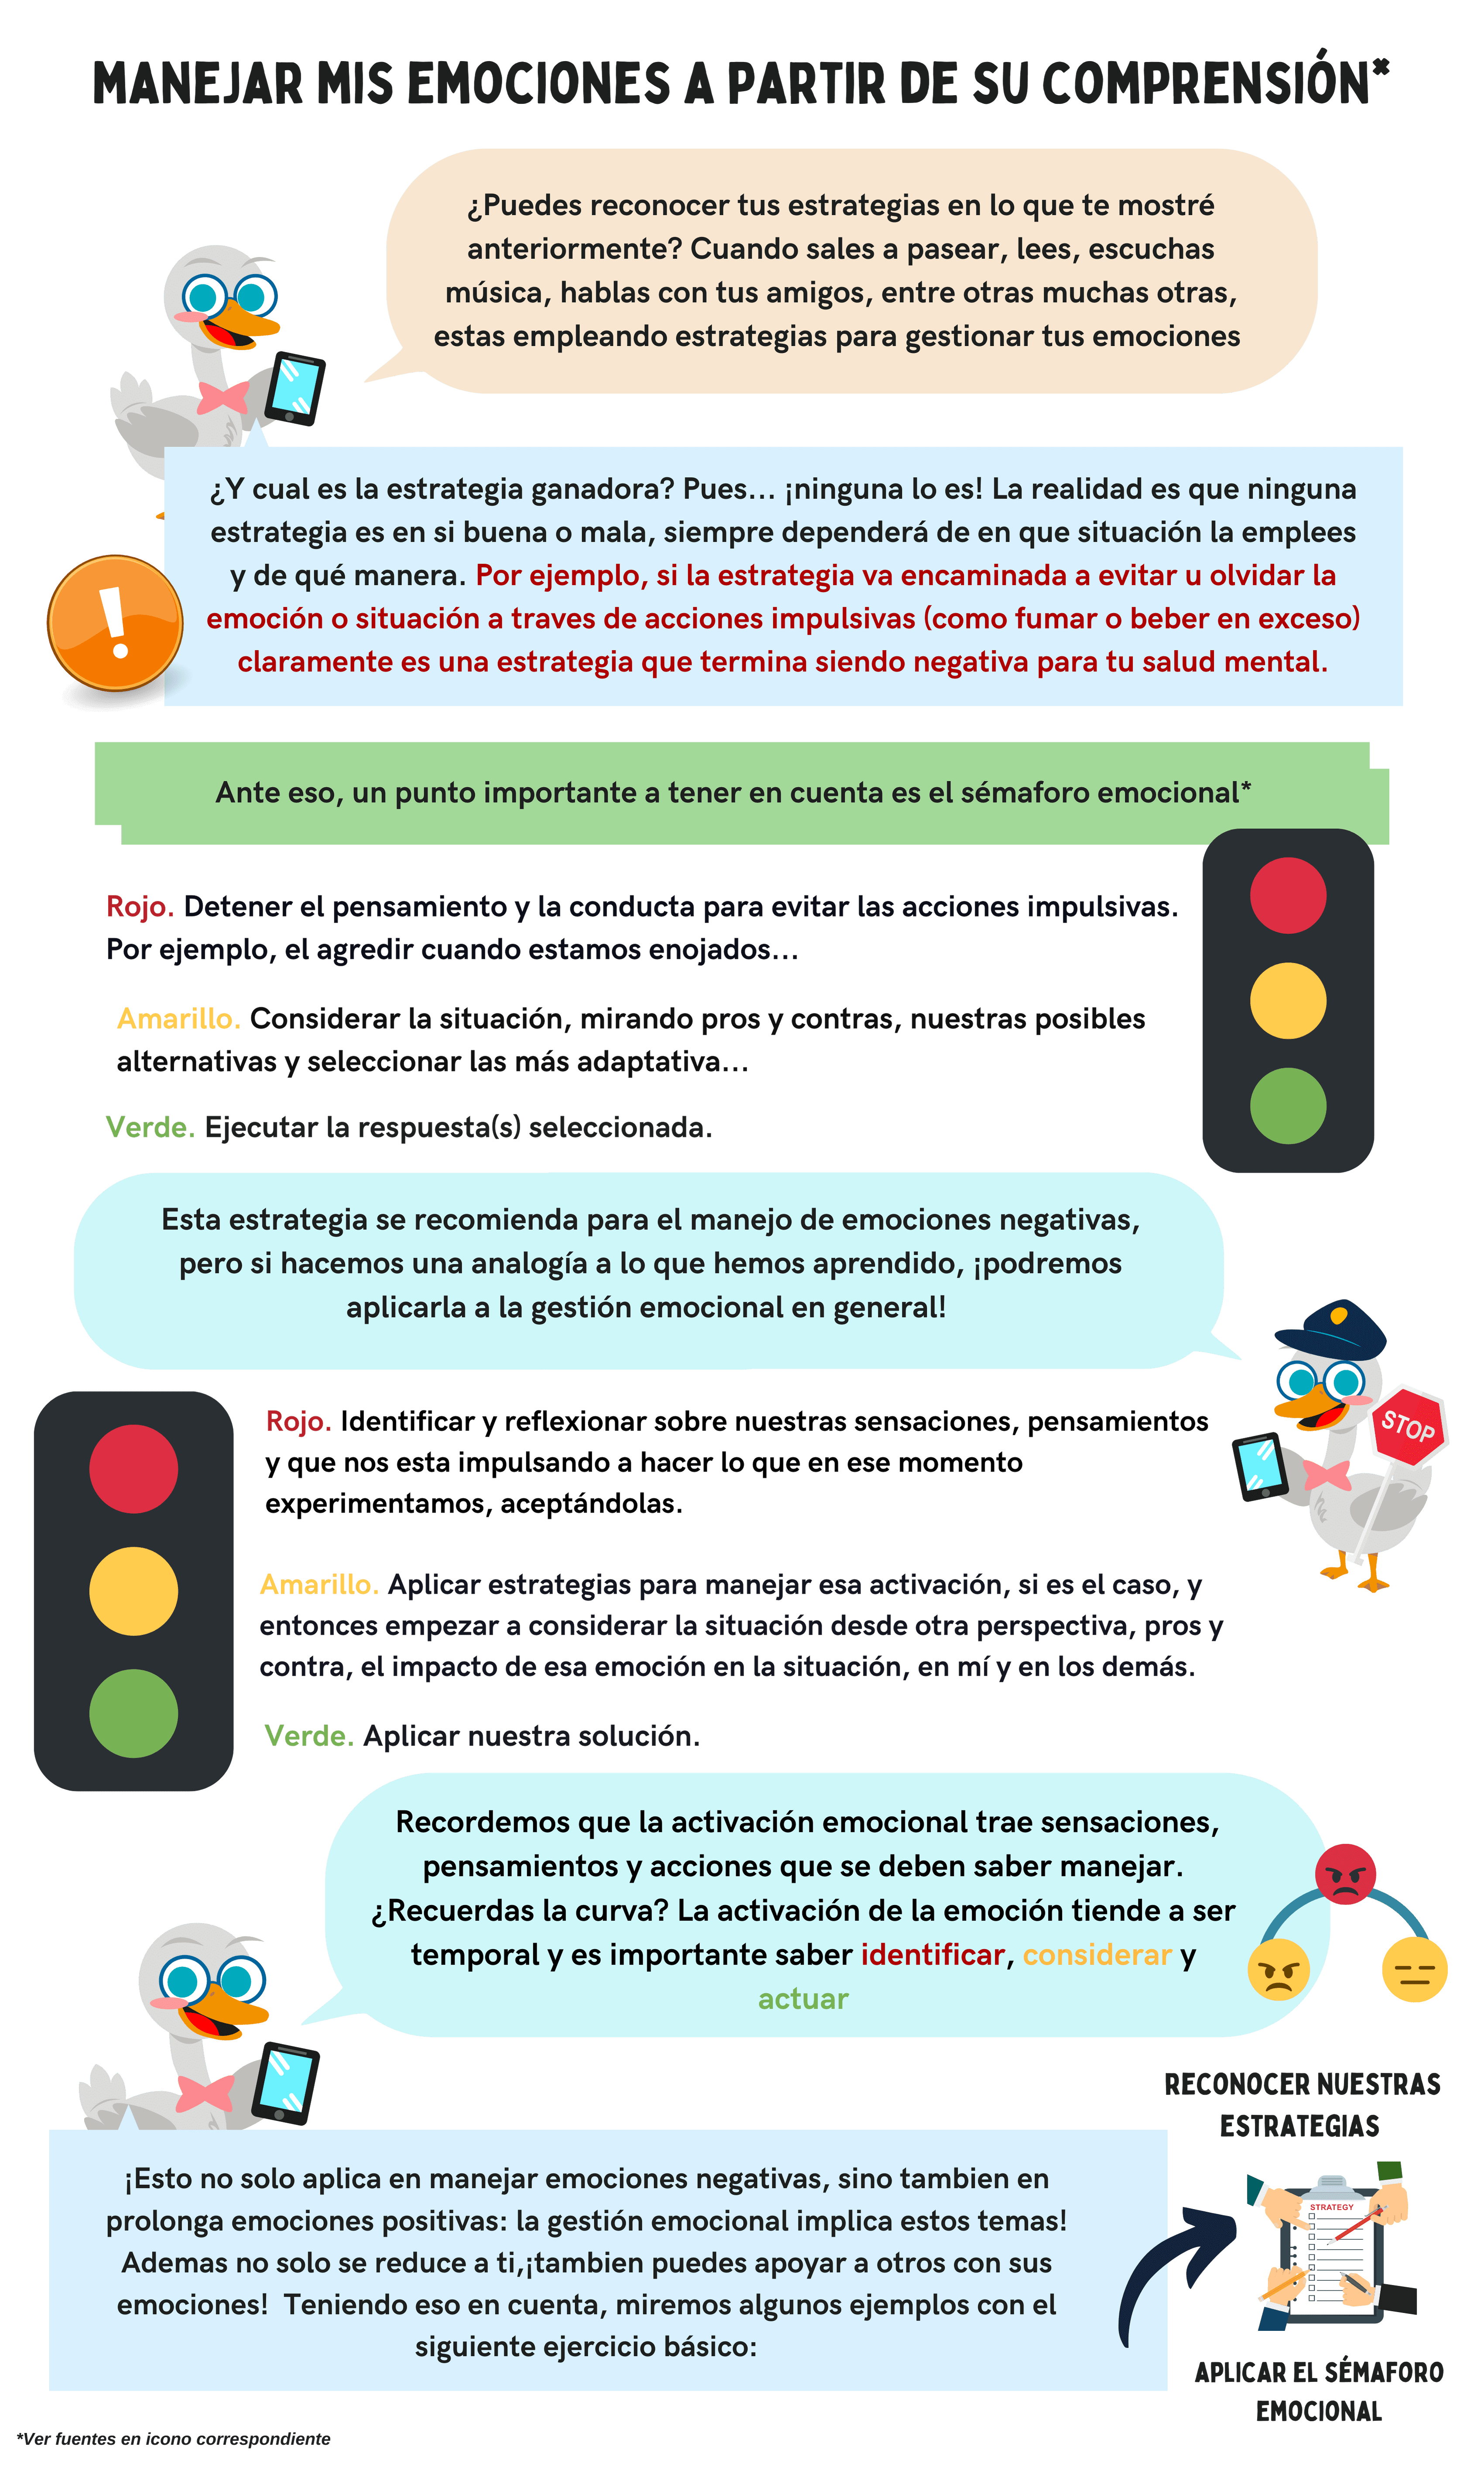 MANEJAR MIS EMOCIONES A PARTIR DE SU COMPRENSIÓN*
¿Puedes reconocer tus estrategias en lo que te mostré
anteriormente? Cuando sales a pasear, lees, escuchas
música, hablas con tus amigos, entre otras muchas otras,
estas empleando estrategias para gestionar tus emociones
¿Y cual es la estrategia ganadora? Pues... ¡ninguna lo es! La realidad es que ninguna
estrategia es en si buena o mala, siempre dependerá de en que situación la emplees
y de qué manera. Por ejemplo, si la estrategia va encaminada a evitar u olvidar la
emoción o situación a traves de acciones impulsivas (como fumar o beber en exceso)
claramente es una estrategia que termina siendo negativa para tu salud mental.
Ante eso, un punto importante a tener en cuenta es el sémaforo emocional*
Rojo. Detener el pensamiento y la conducta para evitar las acciones impulsivas.
Por ejemplo, el agredir cuando estamos enojados...
Amarillo. Considerar la situación, mirando pros y contras, nuestras posibles
alternativas y seleccionar las más adaptativa...
Verde. Ejecutar la respuesta(s) seleccionada.
Esta estrategia se recomienda para el manejo de emociones negativas,
pero si hacemos una analogía a lo que hemos aprendido, ¡podremos
aplicarla a la gestión emocional en general!
STOP
Rojo. Identificar y reflexionar sobre nuestras sensaciones, pensamientos
y que nos esta impulsando a hacer lo que en ese momento
experimentamos, aceptándolas.
Amarillo. Aplicar estrategias para manejar esa activación, si es el caso, y
entonces empezar a considerar la situación desde otra perspectiva, pros y
contra, el impacto de esa emoción en la situación, en mí y en los demás.
Verde. Aplicar nuestra solución.
Recordemos que la activación emocional trae sensaciones,
pensamientos y acciones que se deben saber manejar.
¿Recuerdas la curva? La activación de la emoción tiende a ser
temporal y es importante saber identificar, considerar y
actuar
RECONOCER NUESTRAS
ESTRATEGIAS
STRATEGY
APLICAR EL SÉMAFORO
EMOCIONAL
¡Esto no solo aplica en manejar emociones negativas, sino tambien en
prolonga emociones positivas: la gestión emocional implica estos temas!
Ademas no solo se reduce a ti,¡tambien puedes apoyar a otros con sus
emociones! Teniendo eso en cuenta, miremos algunos ejemplos con el
siguiente ejercicio básico:
*Ver fuentes en icono correspondiente